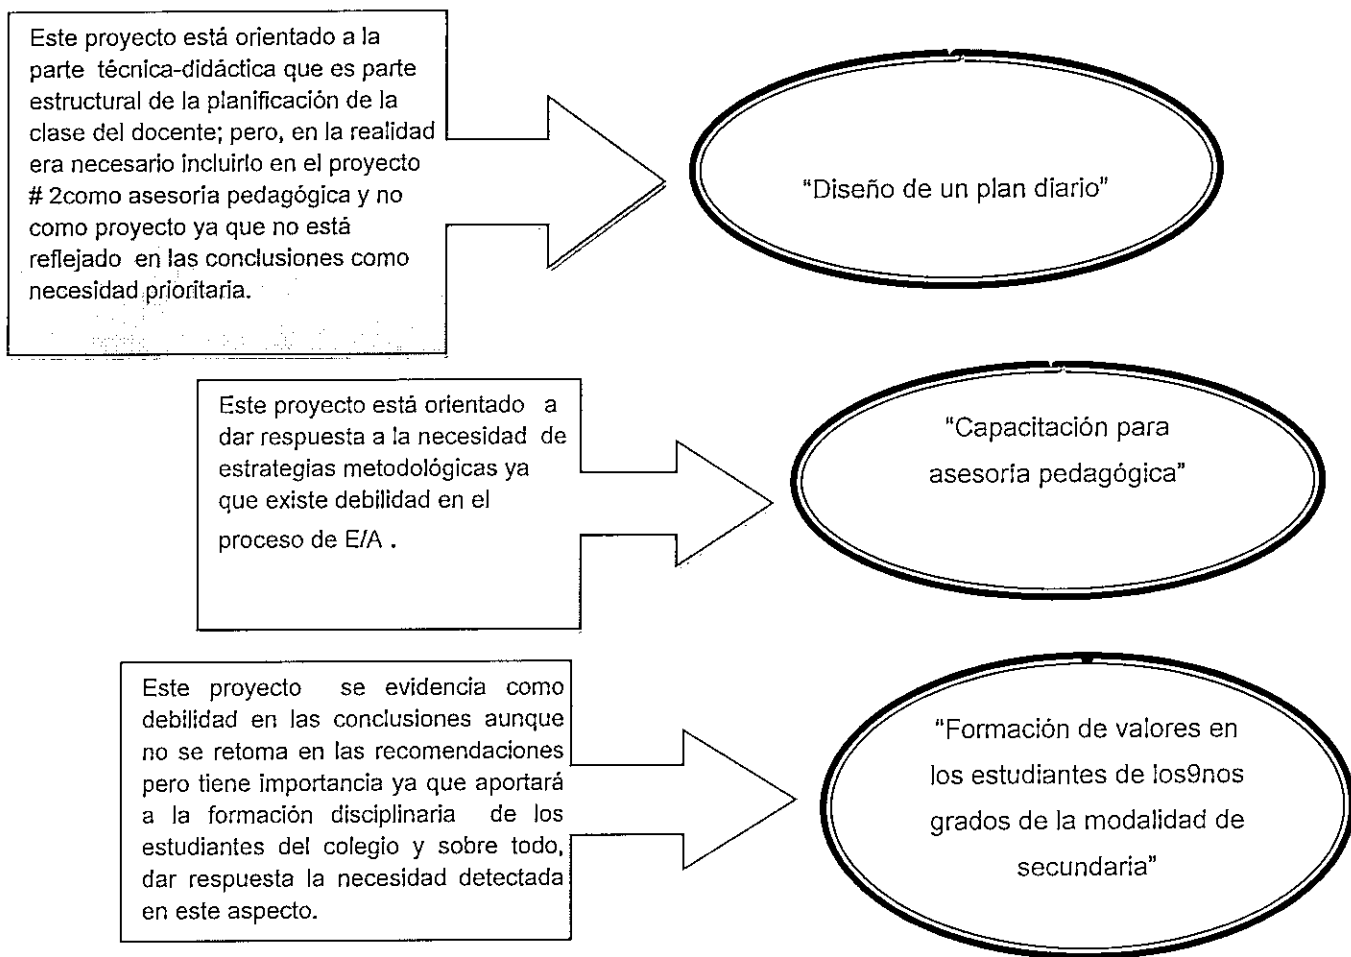 Este proyecto está orientado a la
parte técnica-didáctica que es parte
estructural de la planificación de la
clase del docente; pero, en la realidad
era necesario incluirlo en el proyecto
# 2como asesoría pedagógica y no
como proyecto ya que no está
reflejado en las conclusiones como
necesidad prioritaria.
“Diseño de un plan diario”
Este proyecto está orientado a
dar respuesta a la necesidad de
estrategias metodológicas ya
que existe debilidad en el
proceso de E/A .
“Capacitación para
asesoría pedagógica”
Este proyecto se evidencia como
debilidad en las conclusiones aunque
no se retoma en las recomendaciones
pero tiene importancia ya que aportará
a la formación disciplinaria de los
estudiantes del colegio y sobre todo,
dar respuesta la necesidad detectada
en este aspecto.
“Formación de valores en
los estudiantes de los9nos
grados de la modalidad de
secundaria”